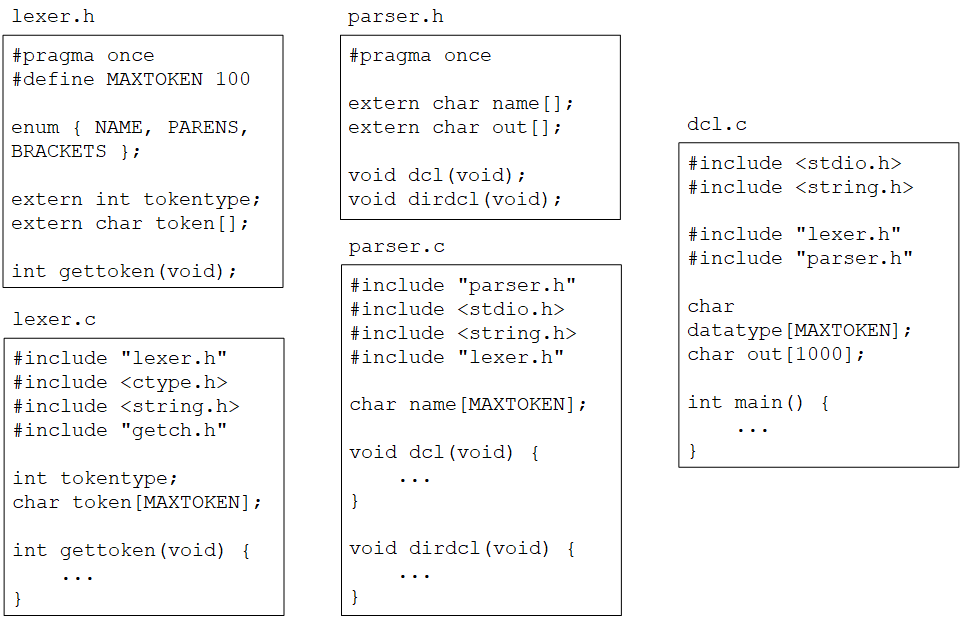 lexer.h
#pragma once
#define MAXTOKEN 100
enum { NAME, PARENS,
BRACKETS };
extern int tokentype;
extern char token[];
int gettoken(void);
lexer.c
#include "lexer.h"
#include <ctype.h>
#include <string.h>
#include "getch.h"
int tokentype;
char token[MAXTOKEN];
int gettoken(void) {
...
}
parser.h
#pragma once
extern char name[];
extern char out[];
void dcl(void);
void dirdcl(void);
parser.c
#include "parser.h"
#include <stdio.h>
#include <string.h>
#include "lexer.h"
char name[MAXTOKEN];
void dcl(void) {
...
}
void dirdcl(void) {
...
}
dcl.c
#include <stdio.h>
#include <string.h>
#include "lexer.h"
#include "parser.h"
char
datatype[MAXTOKEN];
char out[1000];
int main() {
...
}